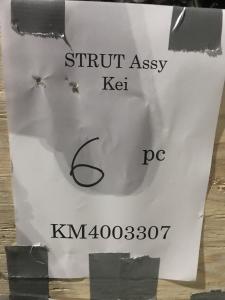 STRUT Assy
Kei
6 pc
KM4003307